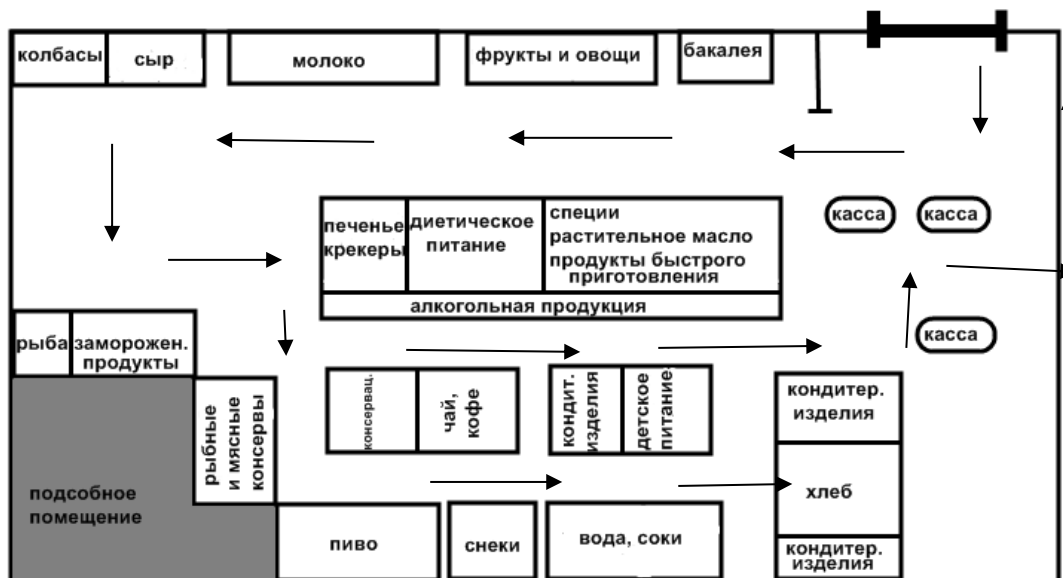 колбасы
сыр
молоко
фрукты и овощи
бакалея
печенье
крекеры
диетическое
питание
специи
растительное масло
продукты быстрого
приготовления
алкогольная продукция
касса
касса
касса
рыба
заморожен.
продукты
рыбные
и мясные
консервы
консервац.
чай,
кофе
кондит.
изделия
детское
питание
кондитер.
изделия
хлеб
кондитер.
изделия
подсобное
помещение
пиво
снеки
вода, соки